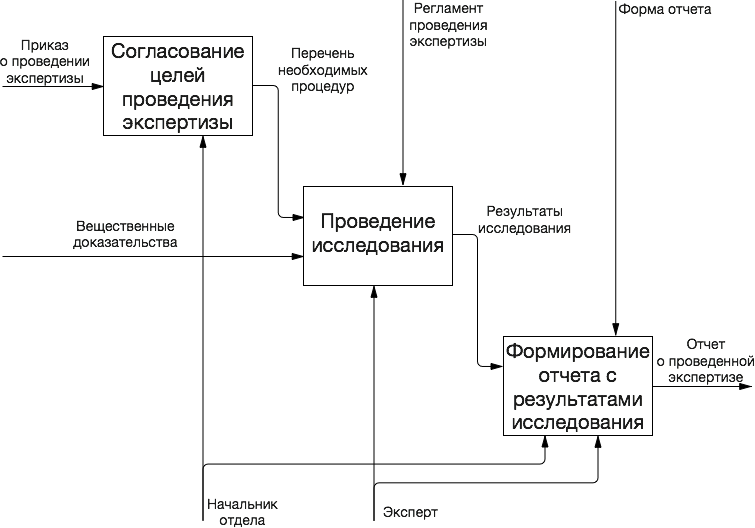 Приказ
о проведении
экспертизы
Согласование
целей
проведения
экспертизы
Перечень
необходимых
процедур
Регламент
проведения
экспертизы
Форма отчета
Вещественные
доказательства
Проведение
исследования
Результаты
исследования
Формирование
отчета с
результатами
исследования
Отчет
о проведенной
экспертизе
Начальник
отдела
Эксперт